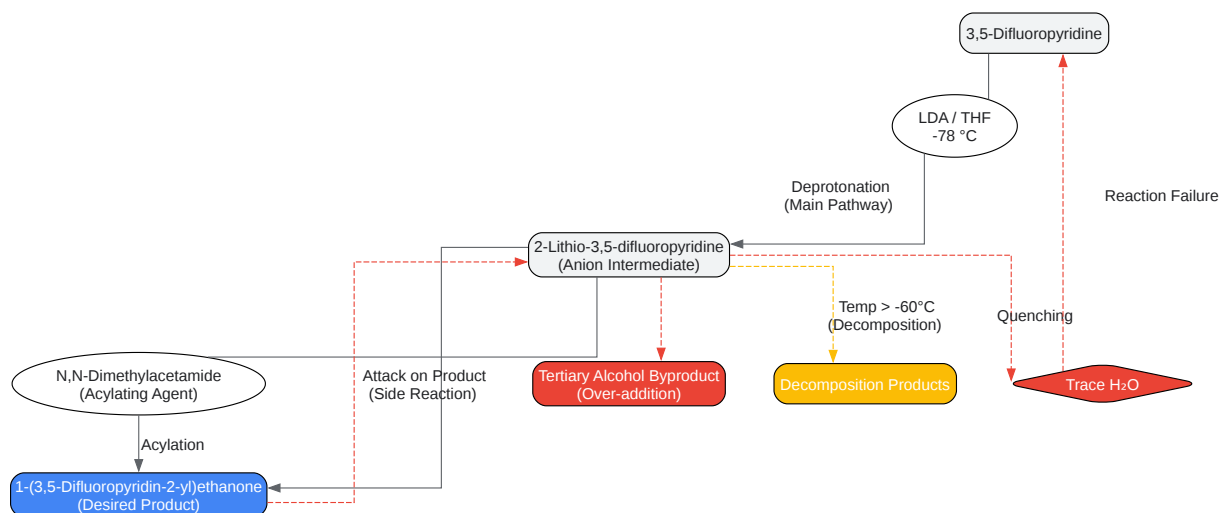 3,5-Difluoropyridine
LDA / THF
-78 °C
Deprotonation
(Main Pathway)
Reaction Failure
2-Lithio-3,5-difluoropyridine
(Anion Intermediate)
Temp > -60°C
(Decomposition)
Quenching
N,N-Dimethylacetamide
(Acylating Agent)
Attack on Product
(Side Reaction)
Tertiary Alcohol Byproduct
(Over-addition)
Decomposition Products
Trace H₂O
Acylation
1-(3,5-Difluoropyridin-2-yl)ethanone
(Desired Product)